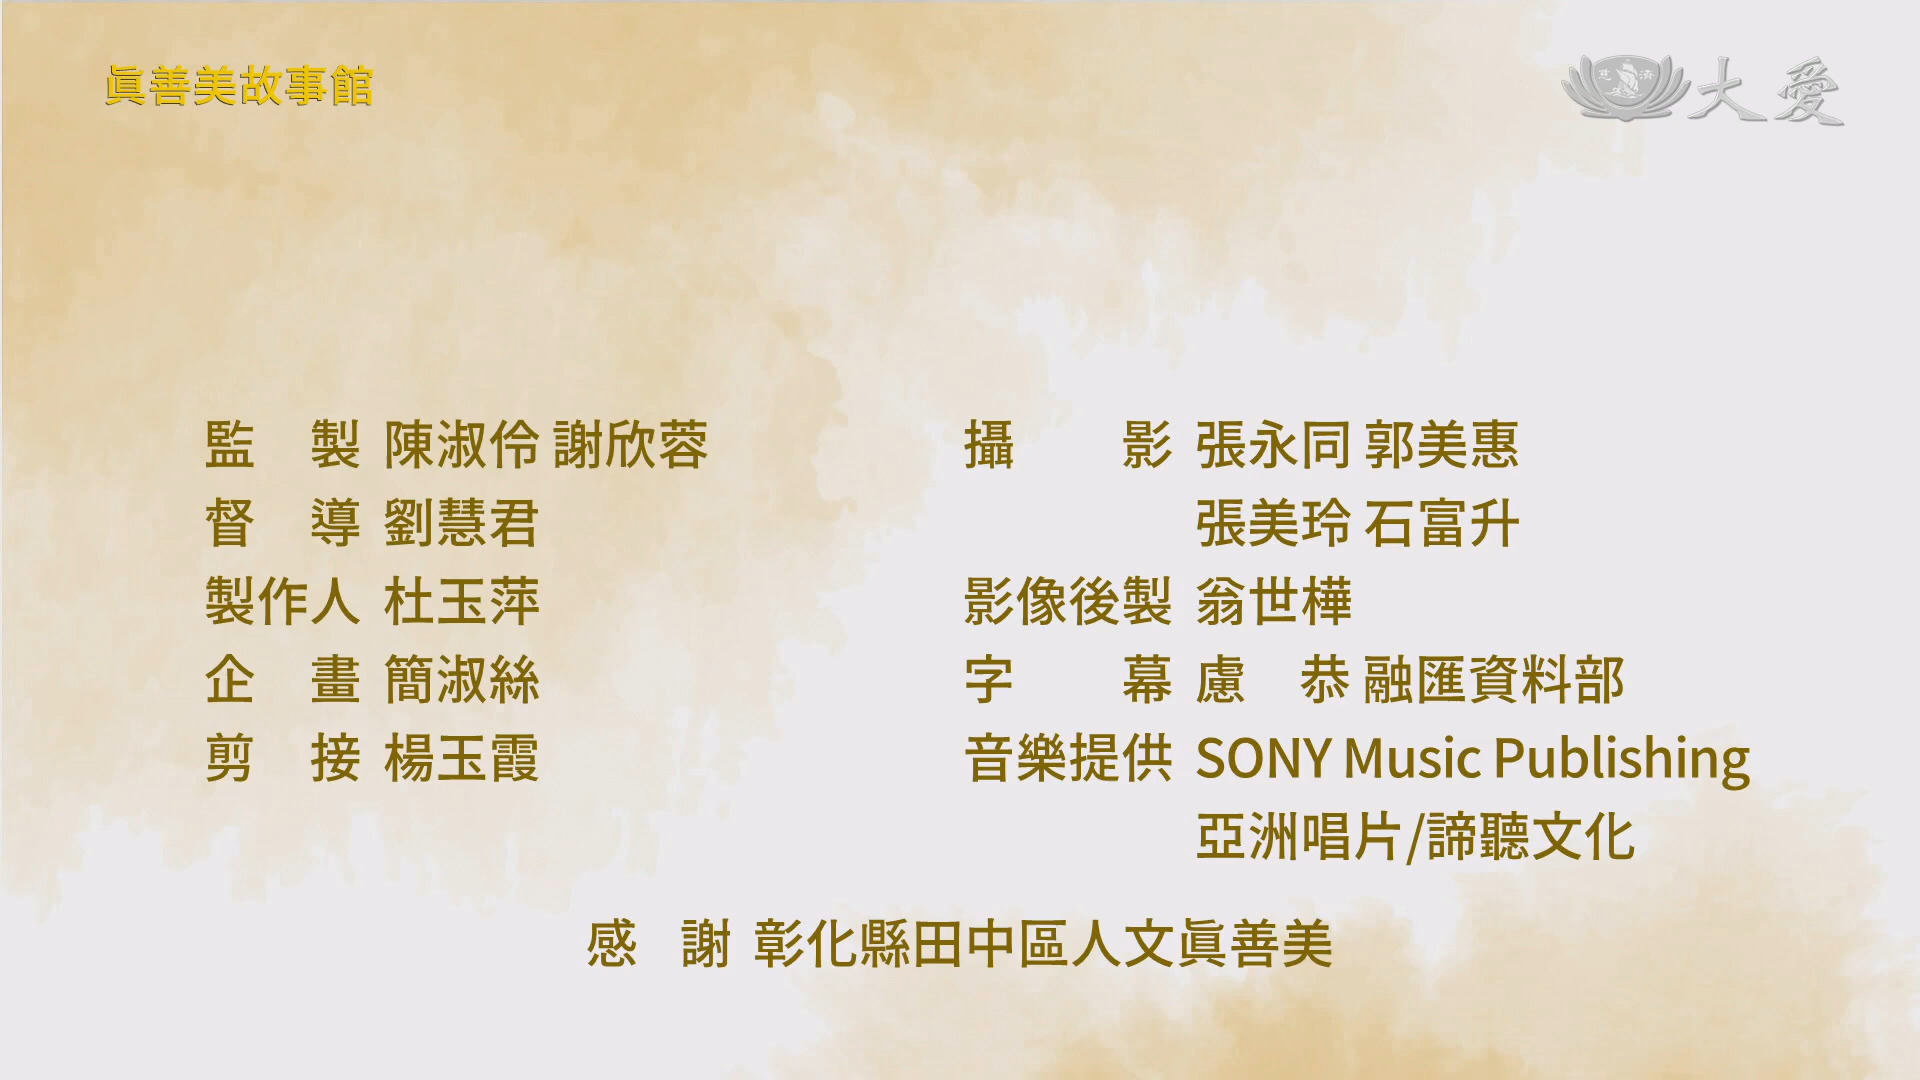 眞善美故事館
慈濟 大愛
監 製 陳淑伶 謝欣蓉
督 導 劉慧君
製作人 杜玉萍
企 畫 簡淑絲
剪 接 楊玉霞
攝 影 張永同 郭美惠
張美玲 石富升
影像後製 翁世樺
字 幕 慮 恭 融匯資料部
音樂提供 SONY Music Publishing
亞洲唱片/諦聽文化
感 謝 彰化縣田中區人文眞善美